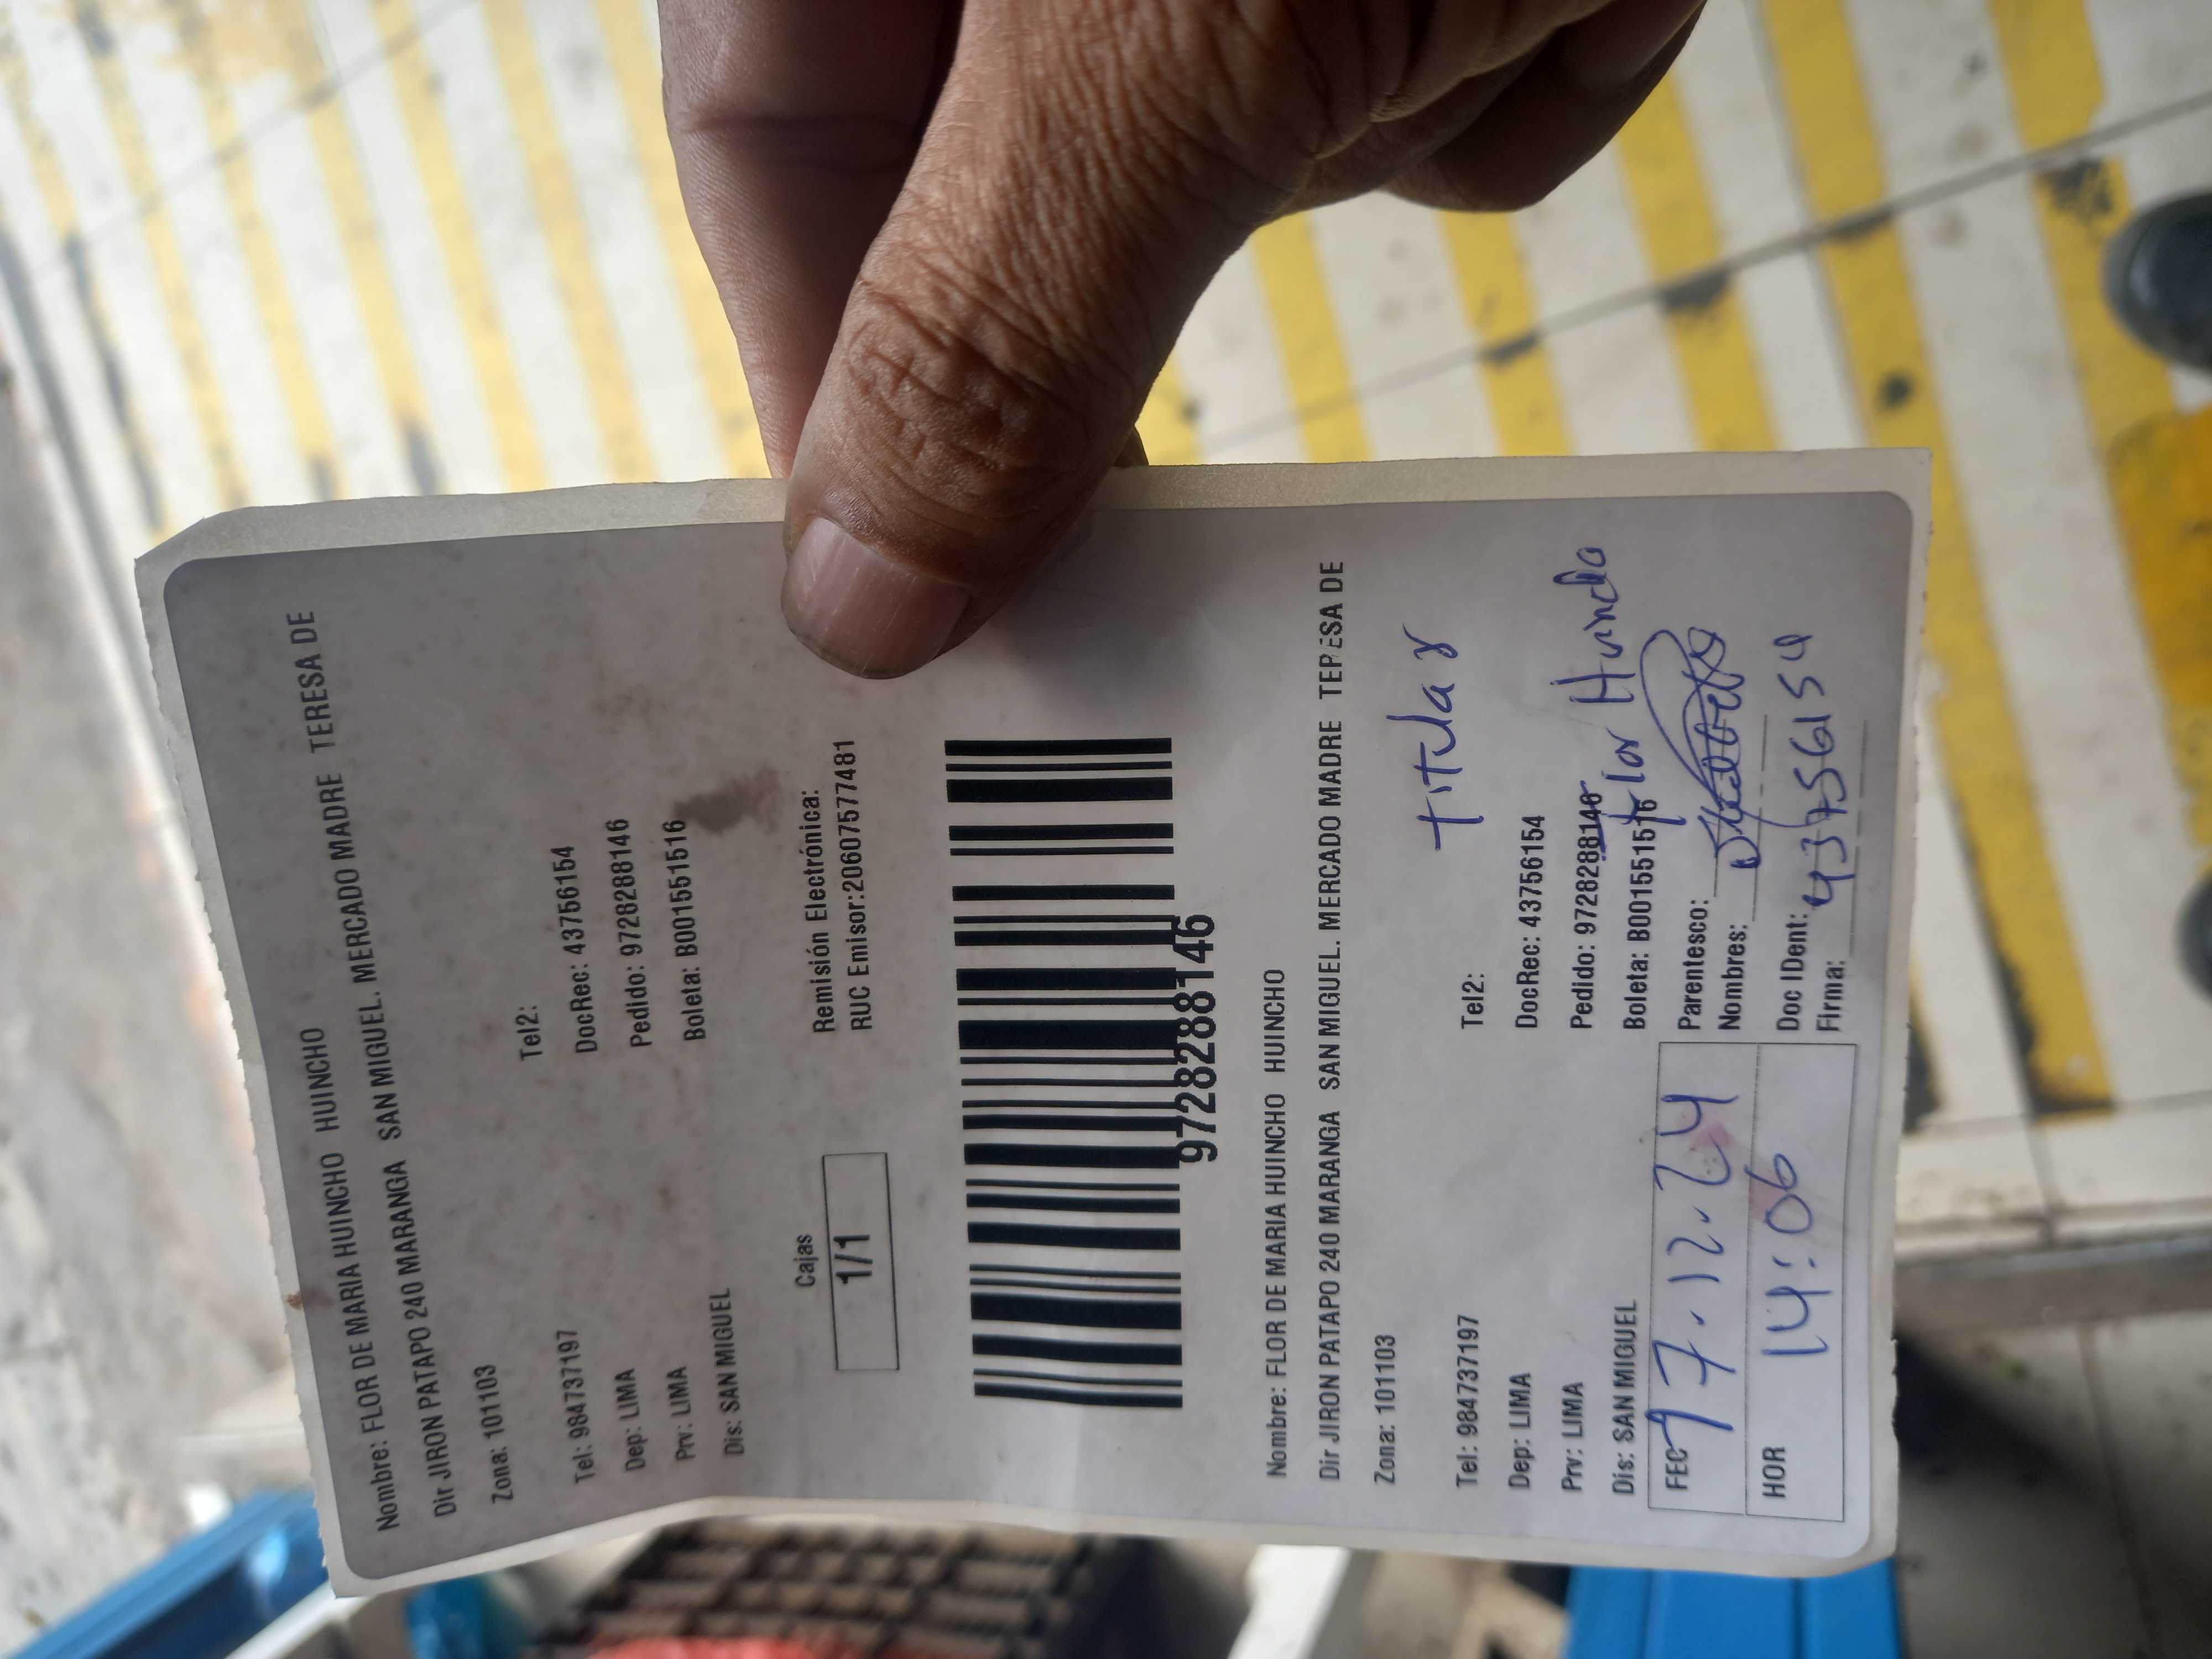 Nombre: FLOR DE MARIA HUINCHO HUINCHO
Dir JIRON PATAPO 240 MARANGA SAN MIGUEL. MERCADO MADRE TERESA DE
Zona: 101103
Tel: 984737197 Tel2:
Dep: LIMA DocRec: 43756154
Prv: LIMA Pedido: 9728288146
Dis: SAN MIGUEL Boleta: B001551516
Cajas Remisión Electrónica:
1/1 RUC Emisor:20607577481
9728288146
Nombre: FLOR DE MARIA HUINCHO HUINCHO
Dir JIRON PATAPO 240 MARANGA SAN MIGUEL. MERCADO MADRE TERESA DE
Zona: 101103
titular
Tel: 984737197 Tel2:
Dep: LIMA DocRec: 43756154
Prv: LIMA Pedido: 9728288146
Dis: SAN MIGUEL Boleta: B001551516
Flor
FEC 17.12.24 Parentesco:
Nombres:
HOR 14:06 Doc IDent: 43756154
Firma: